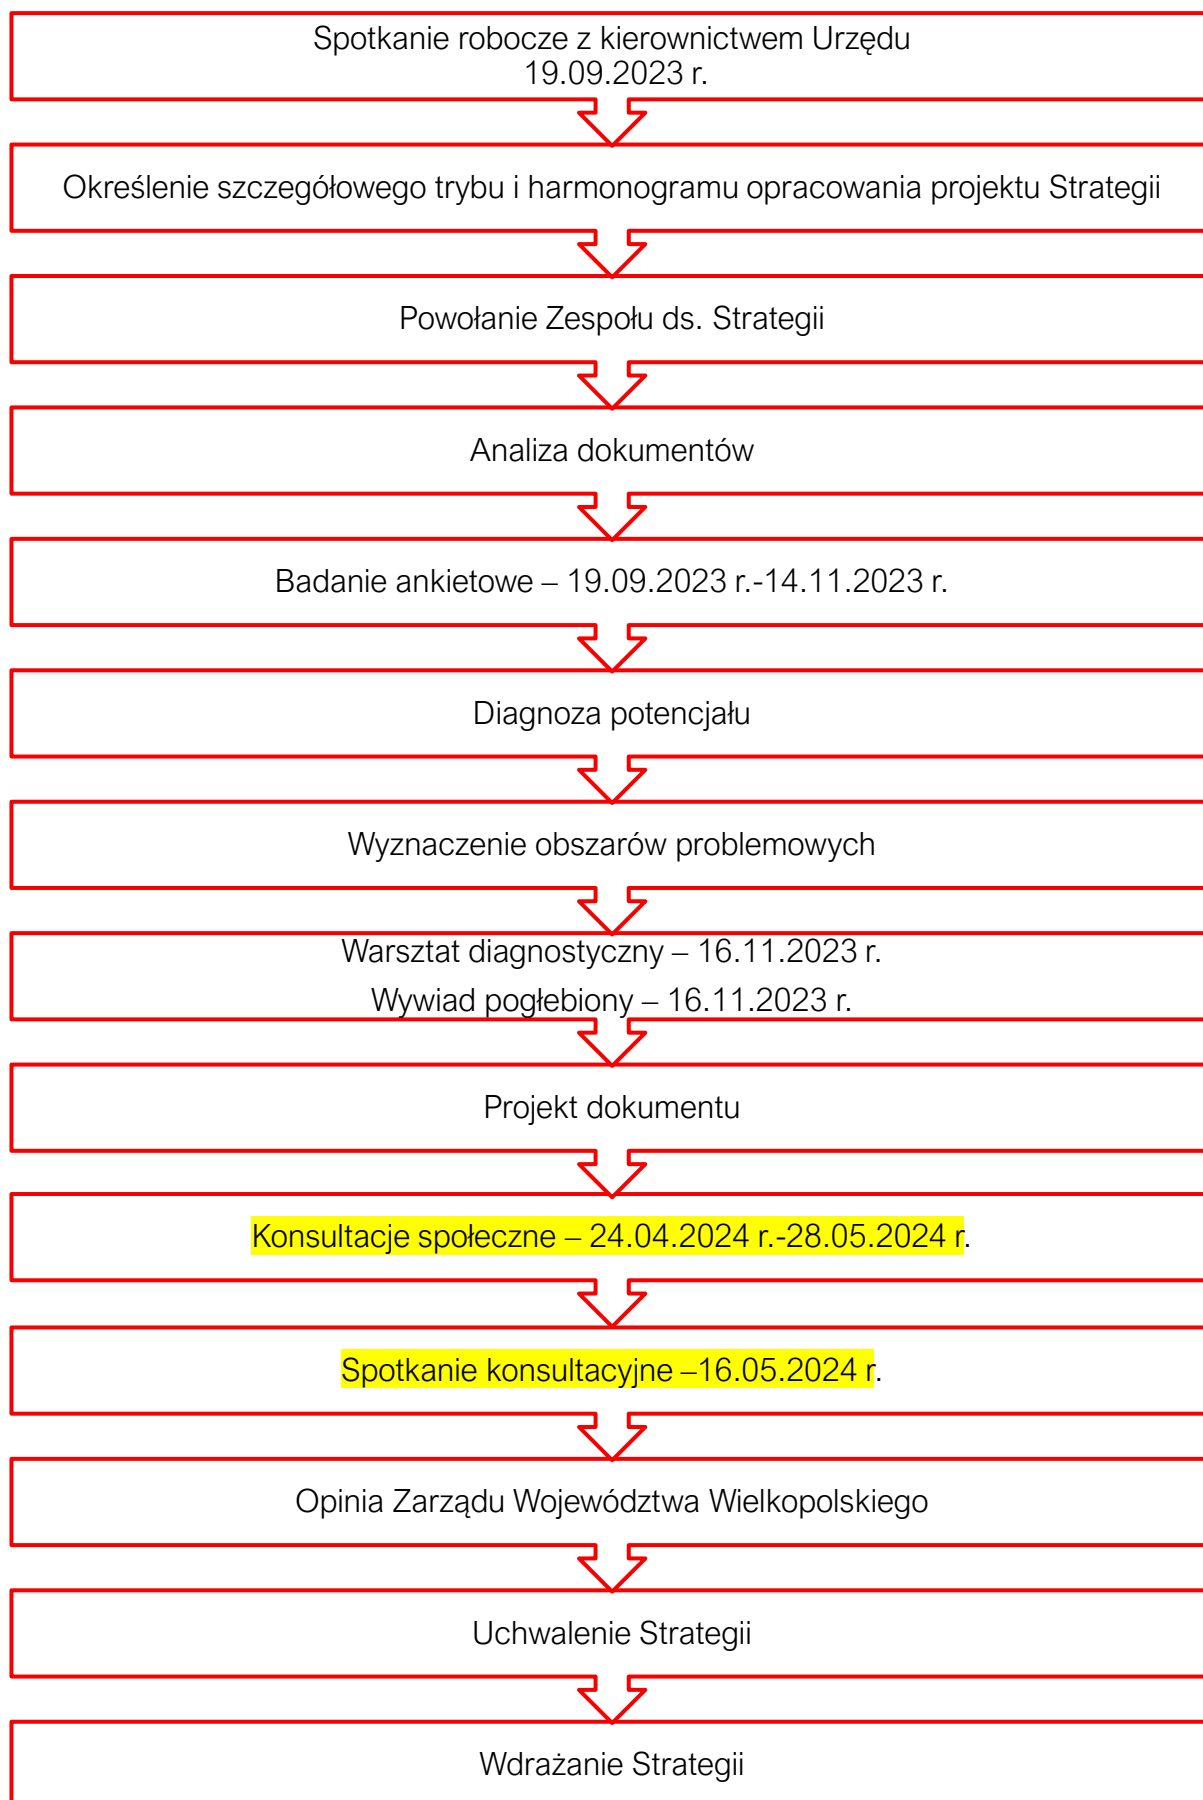 Spotkanie robocze z kierownictwem Urzędu
19.09.2023 r.
Określenie szczegółowego trybu i harmonogramu opracowania projektu Strategii
Powołanie Zespołu ds. Strategii
Analiza dokumentów
Badanie ankietowe – 19.09.2023 r.-14.11.2023 r.
Diagnoza potencjału
Wyznaczenie obszarów problemowych
Warsztat diagnostyczny – 16.11.2023 r.
Wywiad pogłebiony – 16.11.2023 r.
Projekt dokumentu
Konsultacje społeczne – 24.04.2024 r.-28.05.2024 r.
Spotkanie konsultacyjne –16.05.2024 r.
Opinia Zarządu Województwa Wielkopolskiego
Uchwalenie Strategii
Wdrażanie Strategii